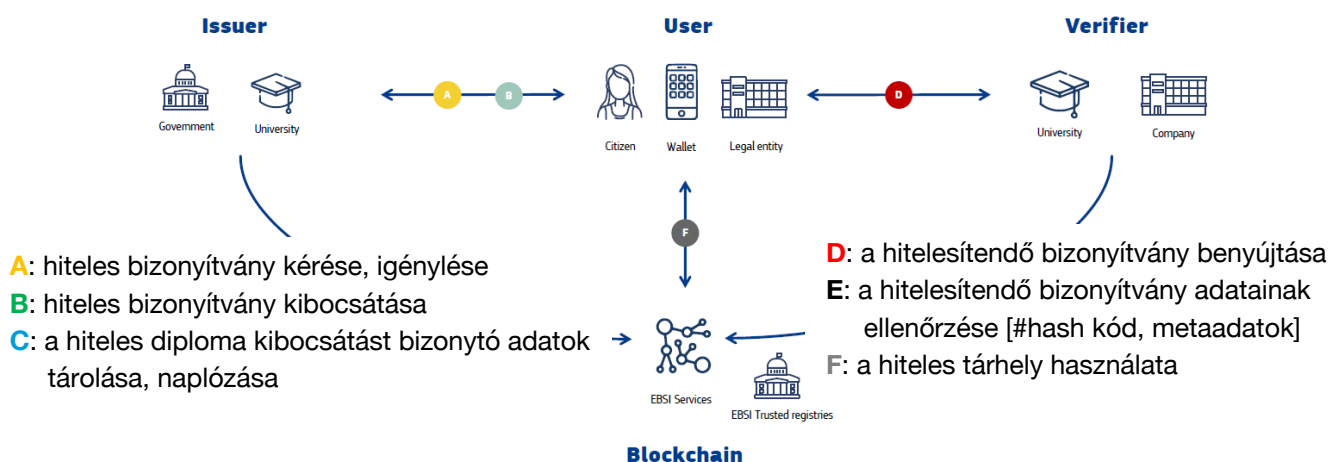 Issuer
User
Verifier
A
B
D
Government
University
Citizen
Wallet
Legal entity
University
Company
F
A: hiteles bizonyítvány kérése, igénylése
B: hiteles bizonyítvány kibocsátása
C: a hiteles diploma kibocsátást bizonytó adatok
tárolása, naplózása
D: a hitelesítendő bizonyítvány benyújtása
E: a hitelesítendő bizonyítvány adatainak
ellenőrzése [#hash kód, metaadatok]
F: a hiteles tárhely használata
EBSI Services
EBSI Trusted registries
Blockchain